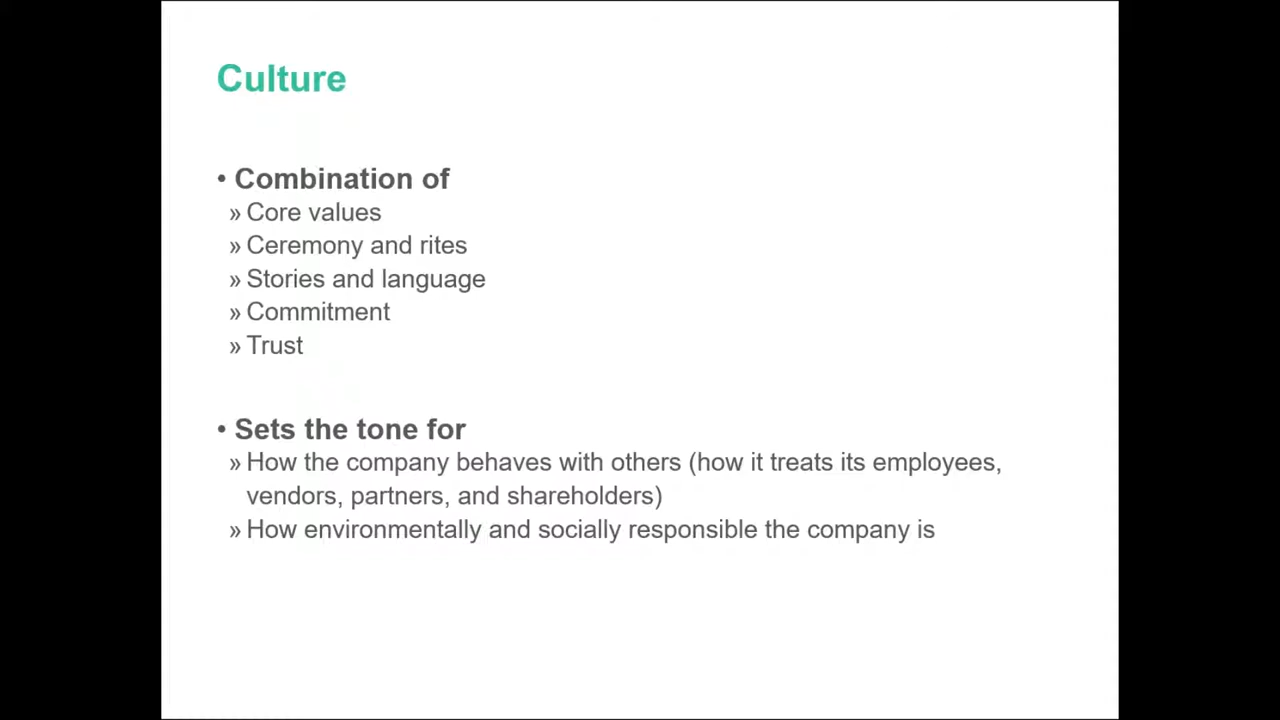 Culture
• Combination of
» Core values
» Ceremony and rites
» Stories and language
» Commitment
» Trust
• Sets the tone for
» How the company behaves with others (how it treats its employees,
vendors, partners, and shareholders)
» How environmentally and socially responsible the company is